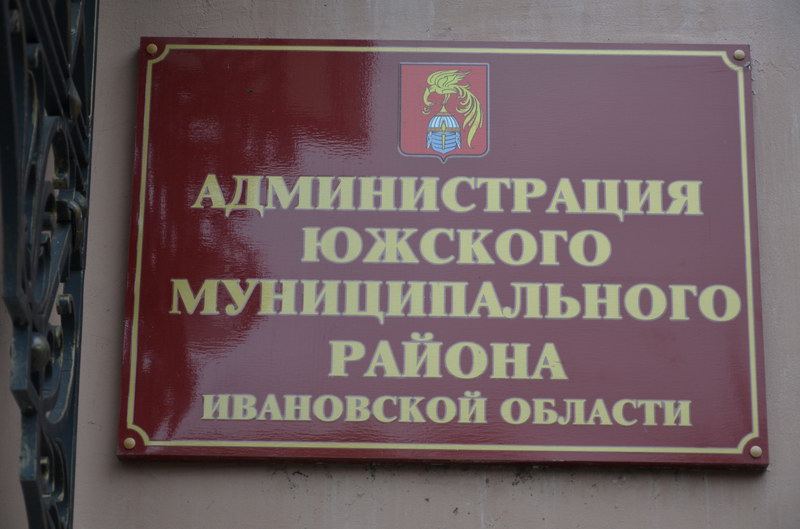 АДМИНИСТРАЦИЯ
ЮЖСКОГО
МУНИЦИПАЛЬНОГО
РАЙОНА
ИВАНОВСКОЙ ОБЛАСТИ